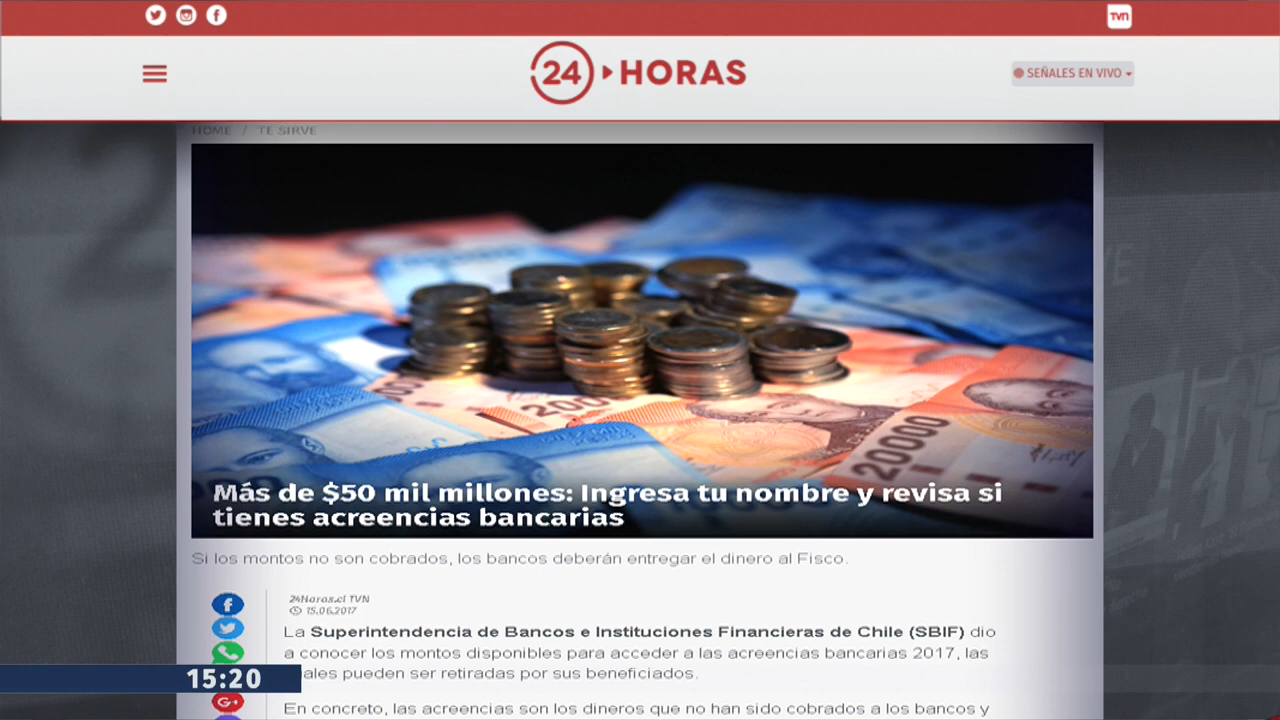 TVN
24 HORAS
SEÑALES EN VIVO
HOME / TE SIRVE
20000
Más de $50 mil millones: Ingresa tu nombre y revisa si
tienes acreencias bancarias
Si los montos no son cobrados, los bancos deberán entregar el dinero al Fisco.
24Horas.cl TVN
15.06.2017
La Superintendencia de Bancos e Instituciones Financieras de Chile (SBIF) dio
a conocer los montos disponibles para acceder a las acreencias bancarias 2017, las
ales pueden ser retiradas por sus beneficiados.
15:20
G+
En concreto, las acreencias son los dineros que no han sido cobrados a los bancos y